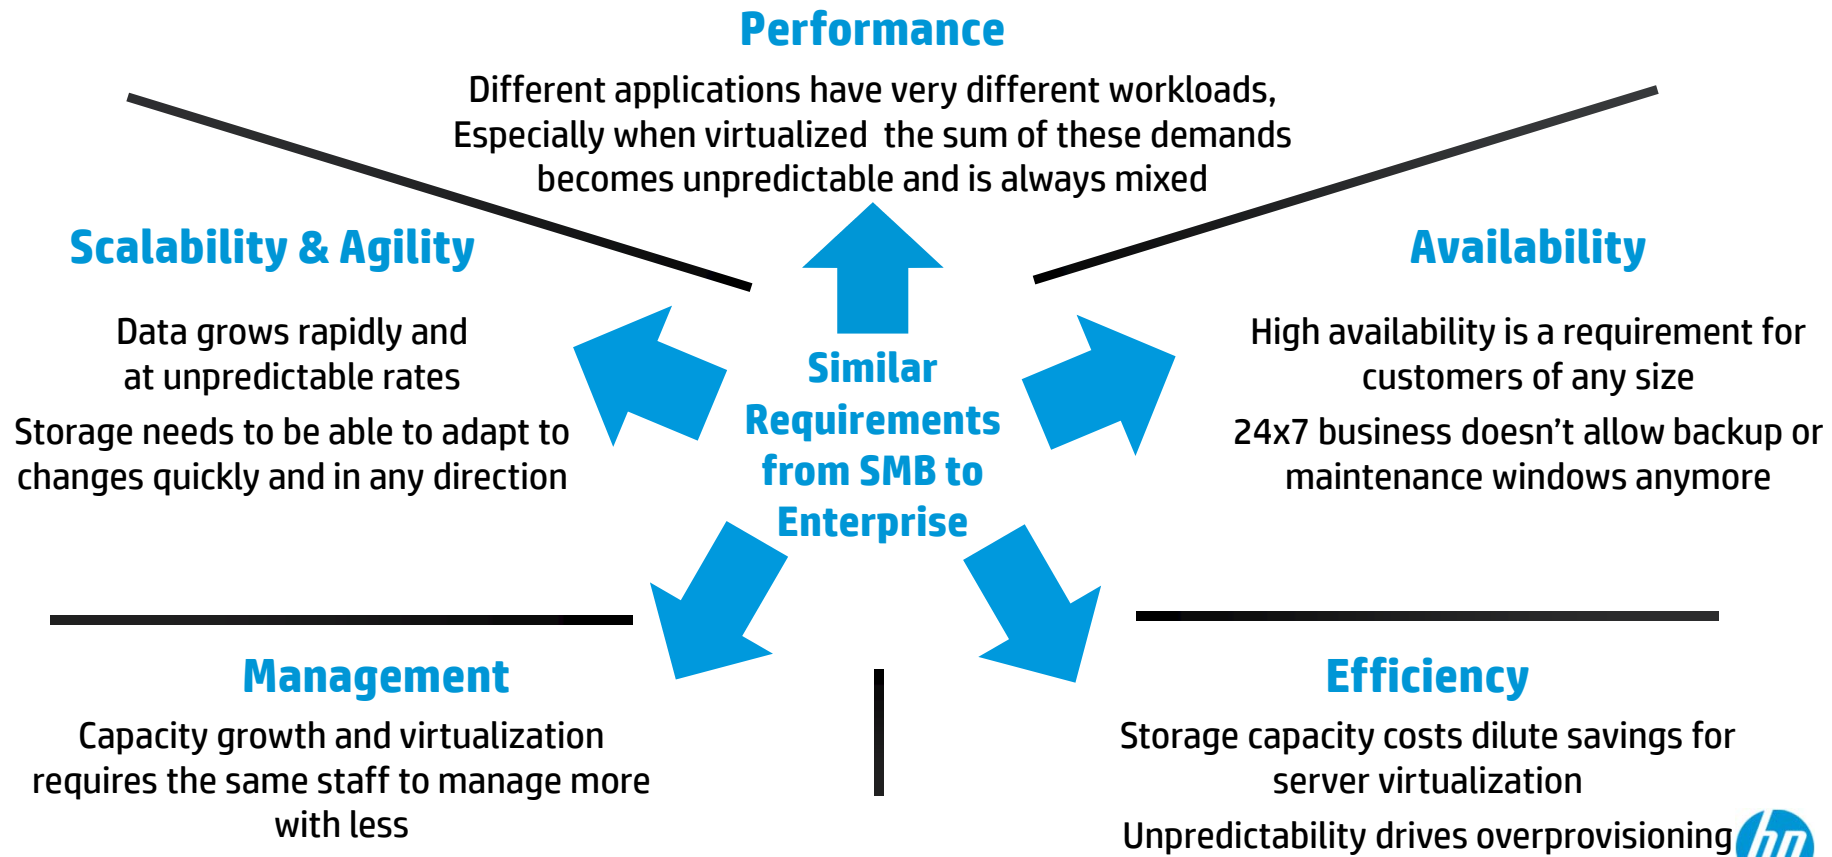 Performance
Different applications have very different workloads,
Especially when virtualized the sum of these demands
becomes unpredictable and is always mixed
Scalability & Agility
Data grows rapidly and
at unpredictable rates
Storage needs to be able to adapt to
changes quickly and in any direction
Similar
Requirements
from SMB to
Enterprise
Availability
High availability is a requirement for
customers of any size
24x7 business doesn’t allow backup or
maintenance windows anymore
Management
Capacity growth and virtualization
requires the same staff to manage more
with less
Efficiency
Storage capacity costs dilute savings for
server virtualization
Unpredictability drives overprovisioning
hp